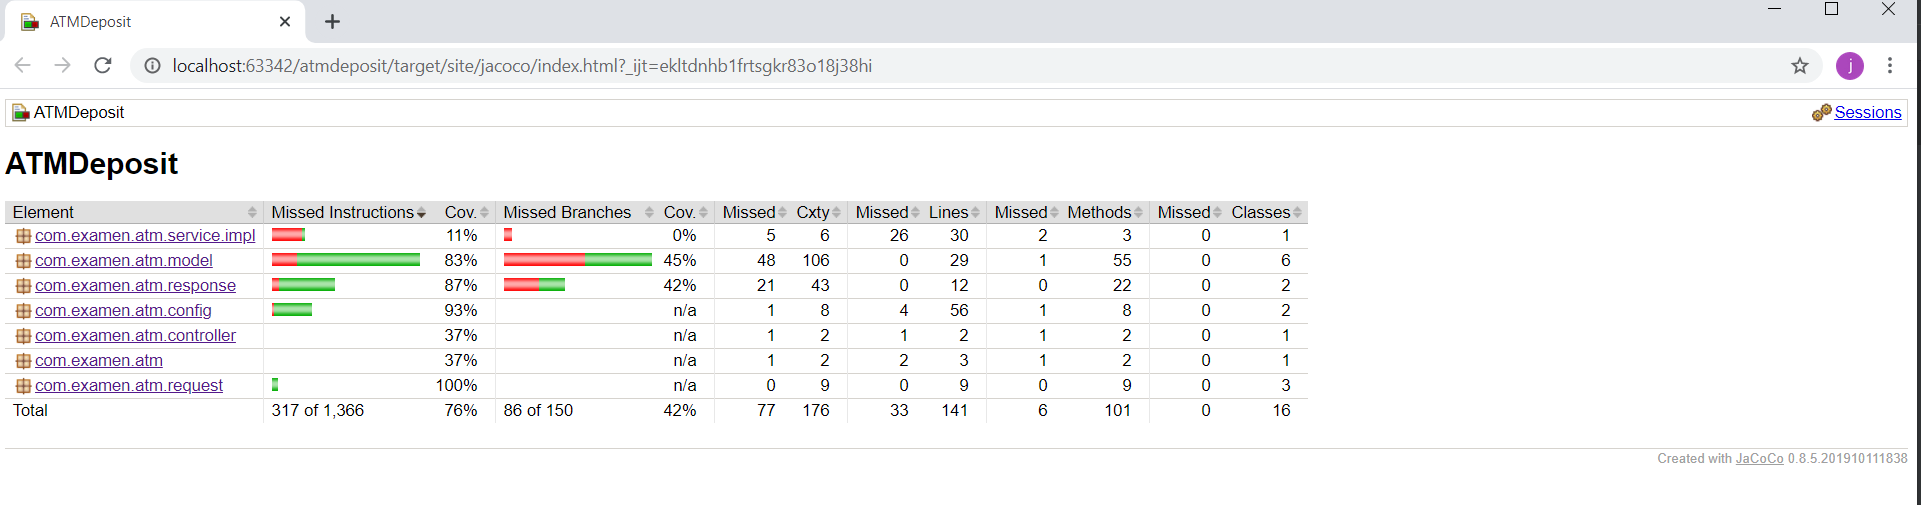 ATMDeposit
localhost:63342/atmdeposit/target/site/jacoco/index.html?_ijt=ekltdnhb1frtsgkr83o18j38hi
j
ATMDeposit Sessions
ATMDeposit
Element Missed Instructions Cov. Missed Branches Cov. Missed Cxty Missed Lines Missed Methods Missed Classes
com.examen.atm.service.impl 11% 0% 5 6 26 30 2 3 0 1
com.examen.atm.model 83% 45% 48 106 0 29 1 55 0 6
com.examen.atm.response 87% 42% 21 43 0 12 0 22 0 2
com.examen.atm.config 93% n/a 1 8 4 56 1 8 0 2
com.examen.atm.controller 37% n/a 1 2 1 2 1 2 0 1
com.examen.atm 37% n/a 1 2 2 3 1 2 0 1
com.examen.atm.request 100% n/a 0 9 0 9 0 9 0 3
Total 317 of 1,366 76% 86 of 150 42% 77 176 33 141 6 101 0 16
Created with JaCoCo 0.8.5.201910111838